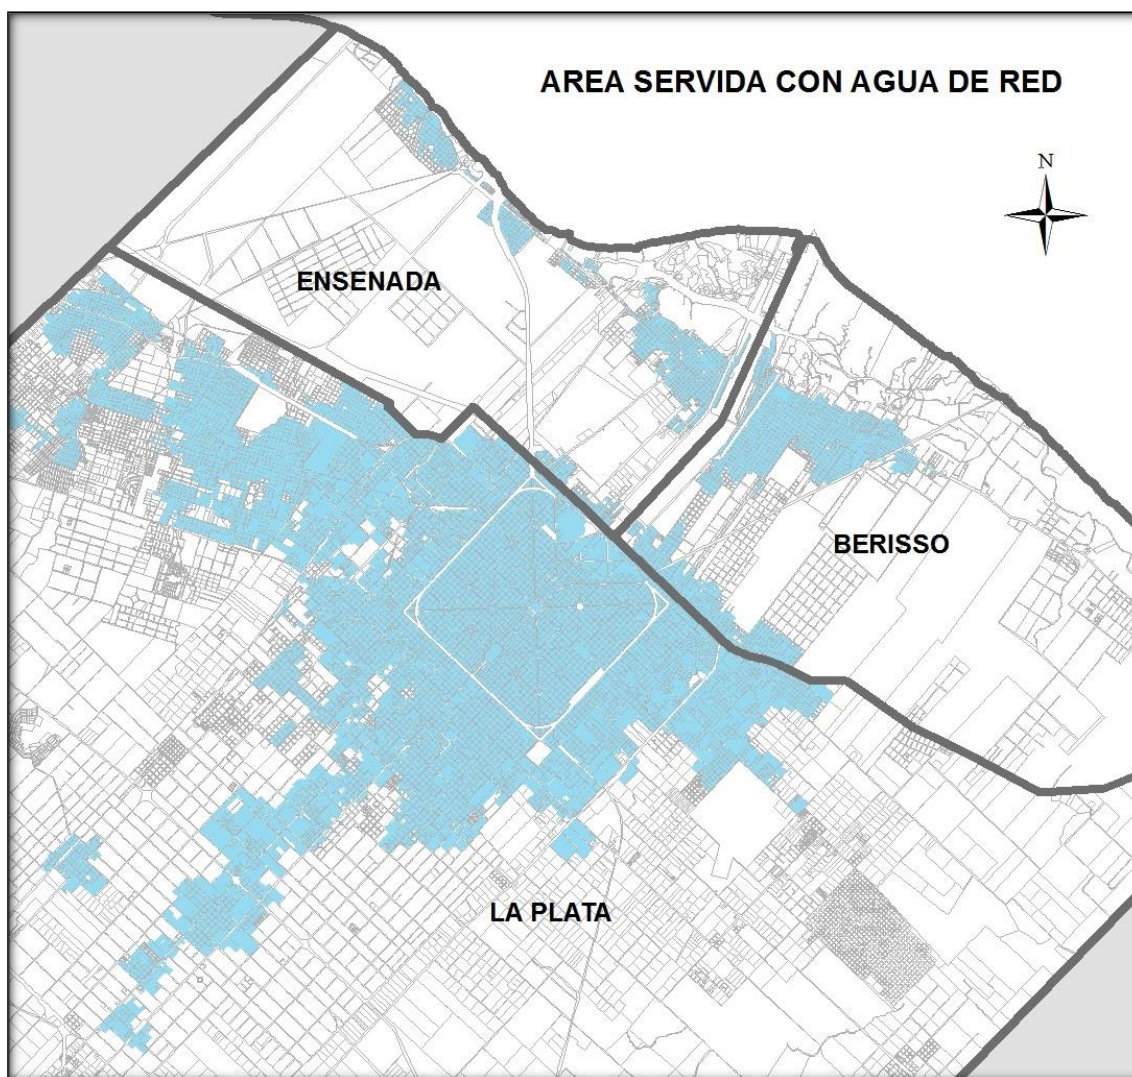 AREA SERVIDA CON AGUA DE RED
N
ENSENADA
BERISSO
LA PLATA